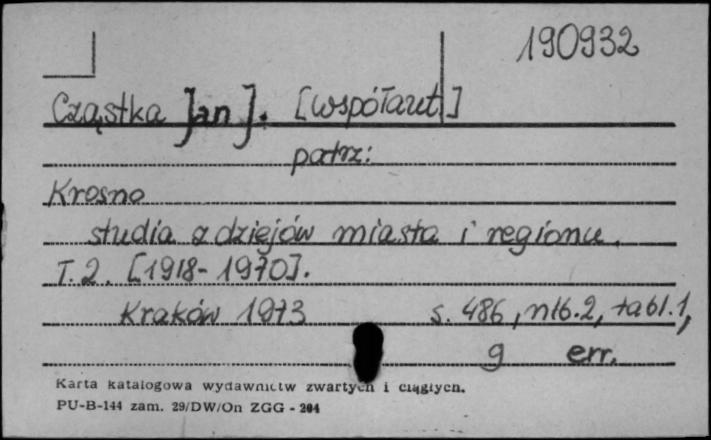 190932
Cząstka Jan J. [współaut]
patrz:
Krosno
studia z dziejów miasta i regionu.
T. 2. [1918-1970].
Kraków 1973 s. 486, nlb. 2, tabl. 1,
9 err.
Karta katalogowa wydawnictw zwartych i ciągłych.
PU-B-144 zam. 29/DW/On ZGG - 204